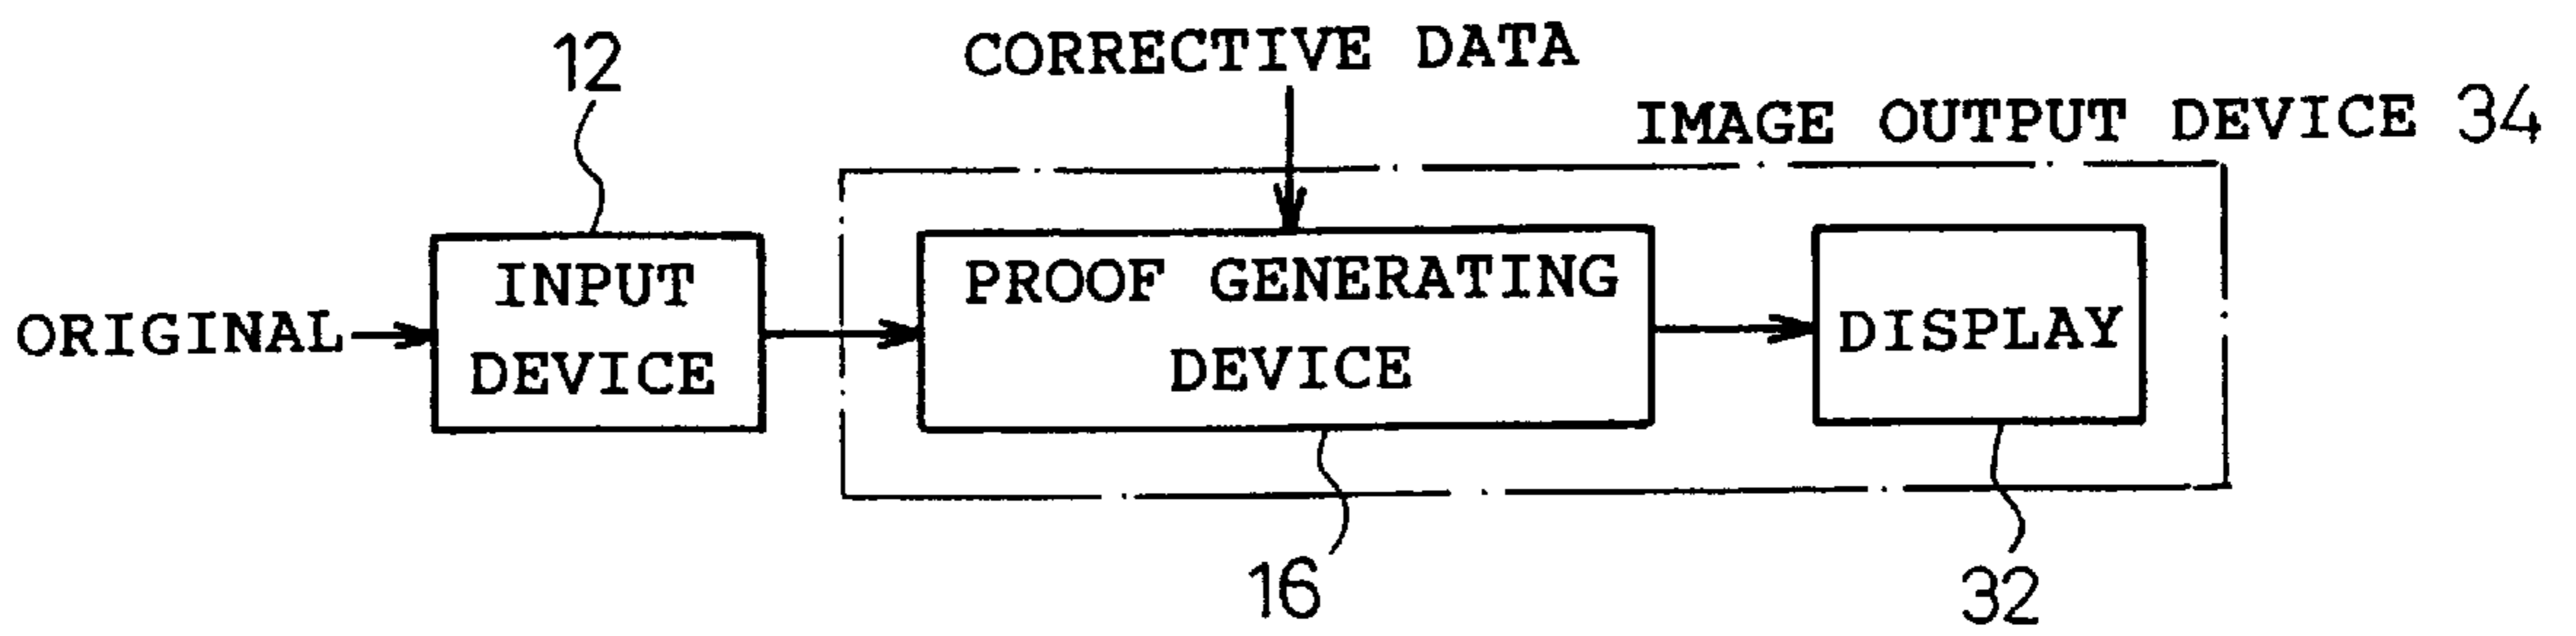 12
CORRECTIVE DATA
IMAGE OUTPUT DEVICE 34
ORIGINAL
INPUT
DEVICE
PROOF GENERATING
DEVICE
DISPLAY
16
32